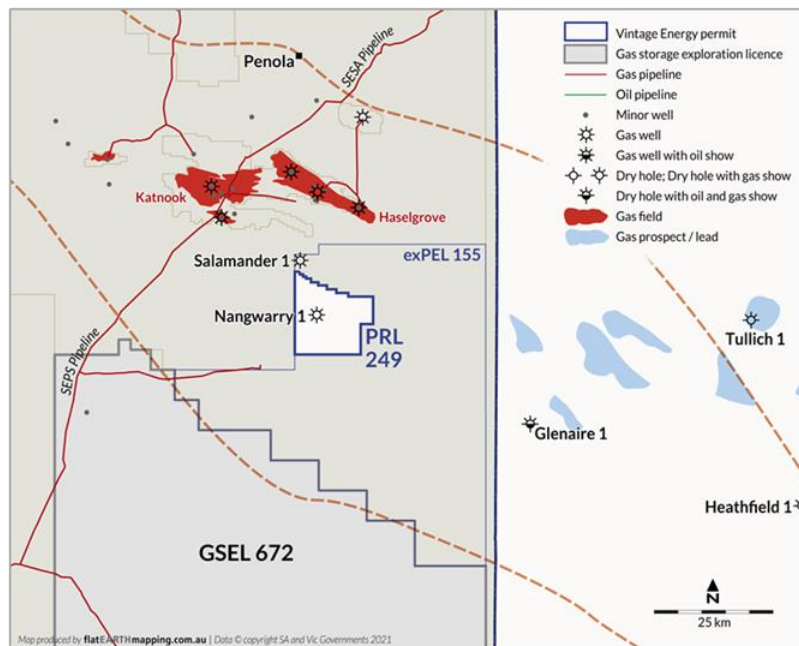 Penola
SESA Pipeline
Katnook
Haselgrove
Salamander 1
exPEL 155
Nangwarry 1
PRL
249
SEPS Pipeline
GSEL 672
Tullich 1
Glenaire 1
Heathfield 1
Vintage Energy permit
Gas storage exploration licence
Gas pipeline
Oil pipeline
Minor well
Gas well
Gas well with oil show
Dry hole; Dry hole with gas show
Dry hole with oil and gas show
Gas field
Gas prospect / lead
N
25 km
Map produced by flatEARTHmapping.com.au | Data © copyright SA and Vic Governments 2021